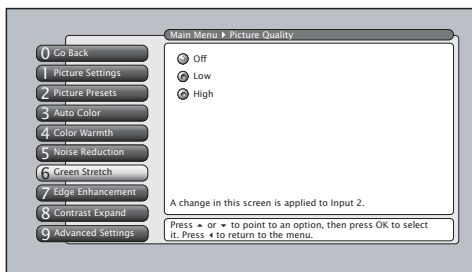 Main Menu ▶ Picture Quality
0 Go Back
1 Picture Settings
2 Picture Presets
3 Auto Color
4 Color Warmth
5 Noise Reduction
6 Green Stretch
7 Edge Enhancement
8 Contrast Expand
9 Advanced Settings
Off
Low
High
A change in this screen is applied to Input 2.
Press ▲ or ▼ to point to an option, then press OK to select
it. Press ◀ to return to the menu.